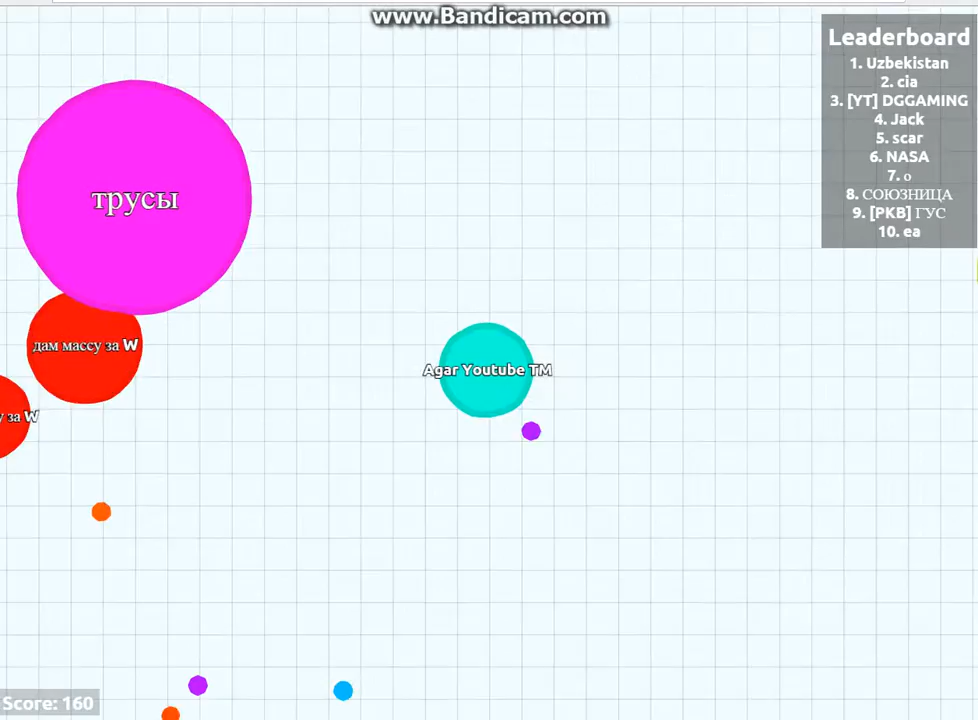 www.Bandicam.com
Leaderboard
1. Uzbekistan
2. cia
3. [YT] DGGAMING
4. Jack
5. scar
6. NASA
7. o
8. СОЮЗНИЦА
9. [PKB] ГУС
10. ea
трусы
дам массу за W
Agar Youtube TM
у за W
Score: 160